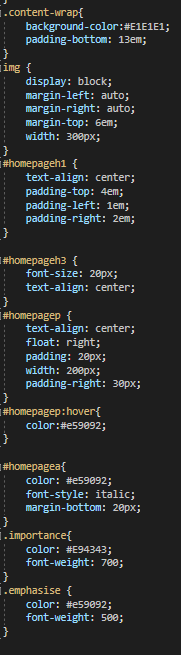 }
.content-wrap{
background-color:#E1E1E1;
padding-bottom: 13em;
}
img {
display: block;
margin-left: auto;
margin-right: auto;
margin-top: 6em;
width: 300px;
}
#homepageh1 {
text-align: center;
padding-top: 4em;
padding-left: 1em;
padding-right: 2em;
}
#homepageh3 {
font-size: 20px;
text-align: center;
}
#homepagep {
text-align: center;
float: right;
padding: 20px;
width: 200px;
padding-right: 30px;
}
#homepagep:hover{
color:#e59092;
}
#homepagea{
color: #e59092;
font-style: italic;
margin-bottom: 20px;
}
.importance{
color: #E94343;
font-weight: 700;
}
.emphasise {
color: #e59092;
font-weight: 500;
}